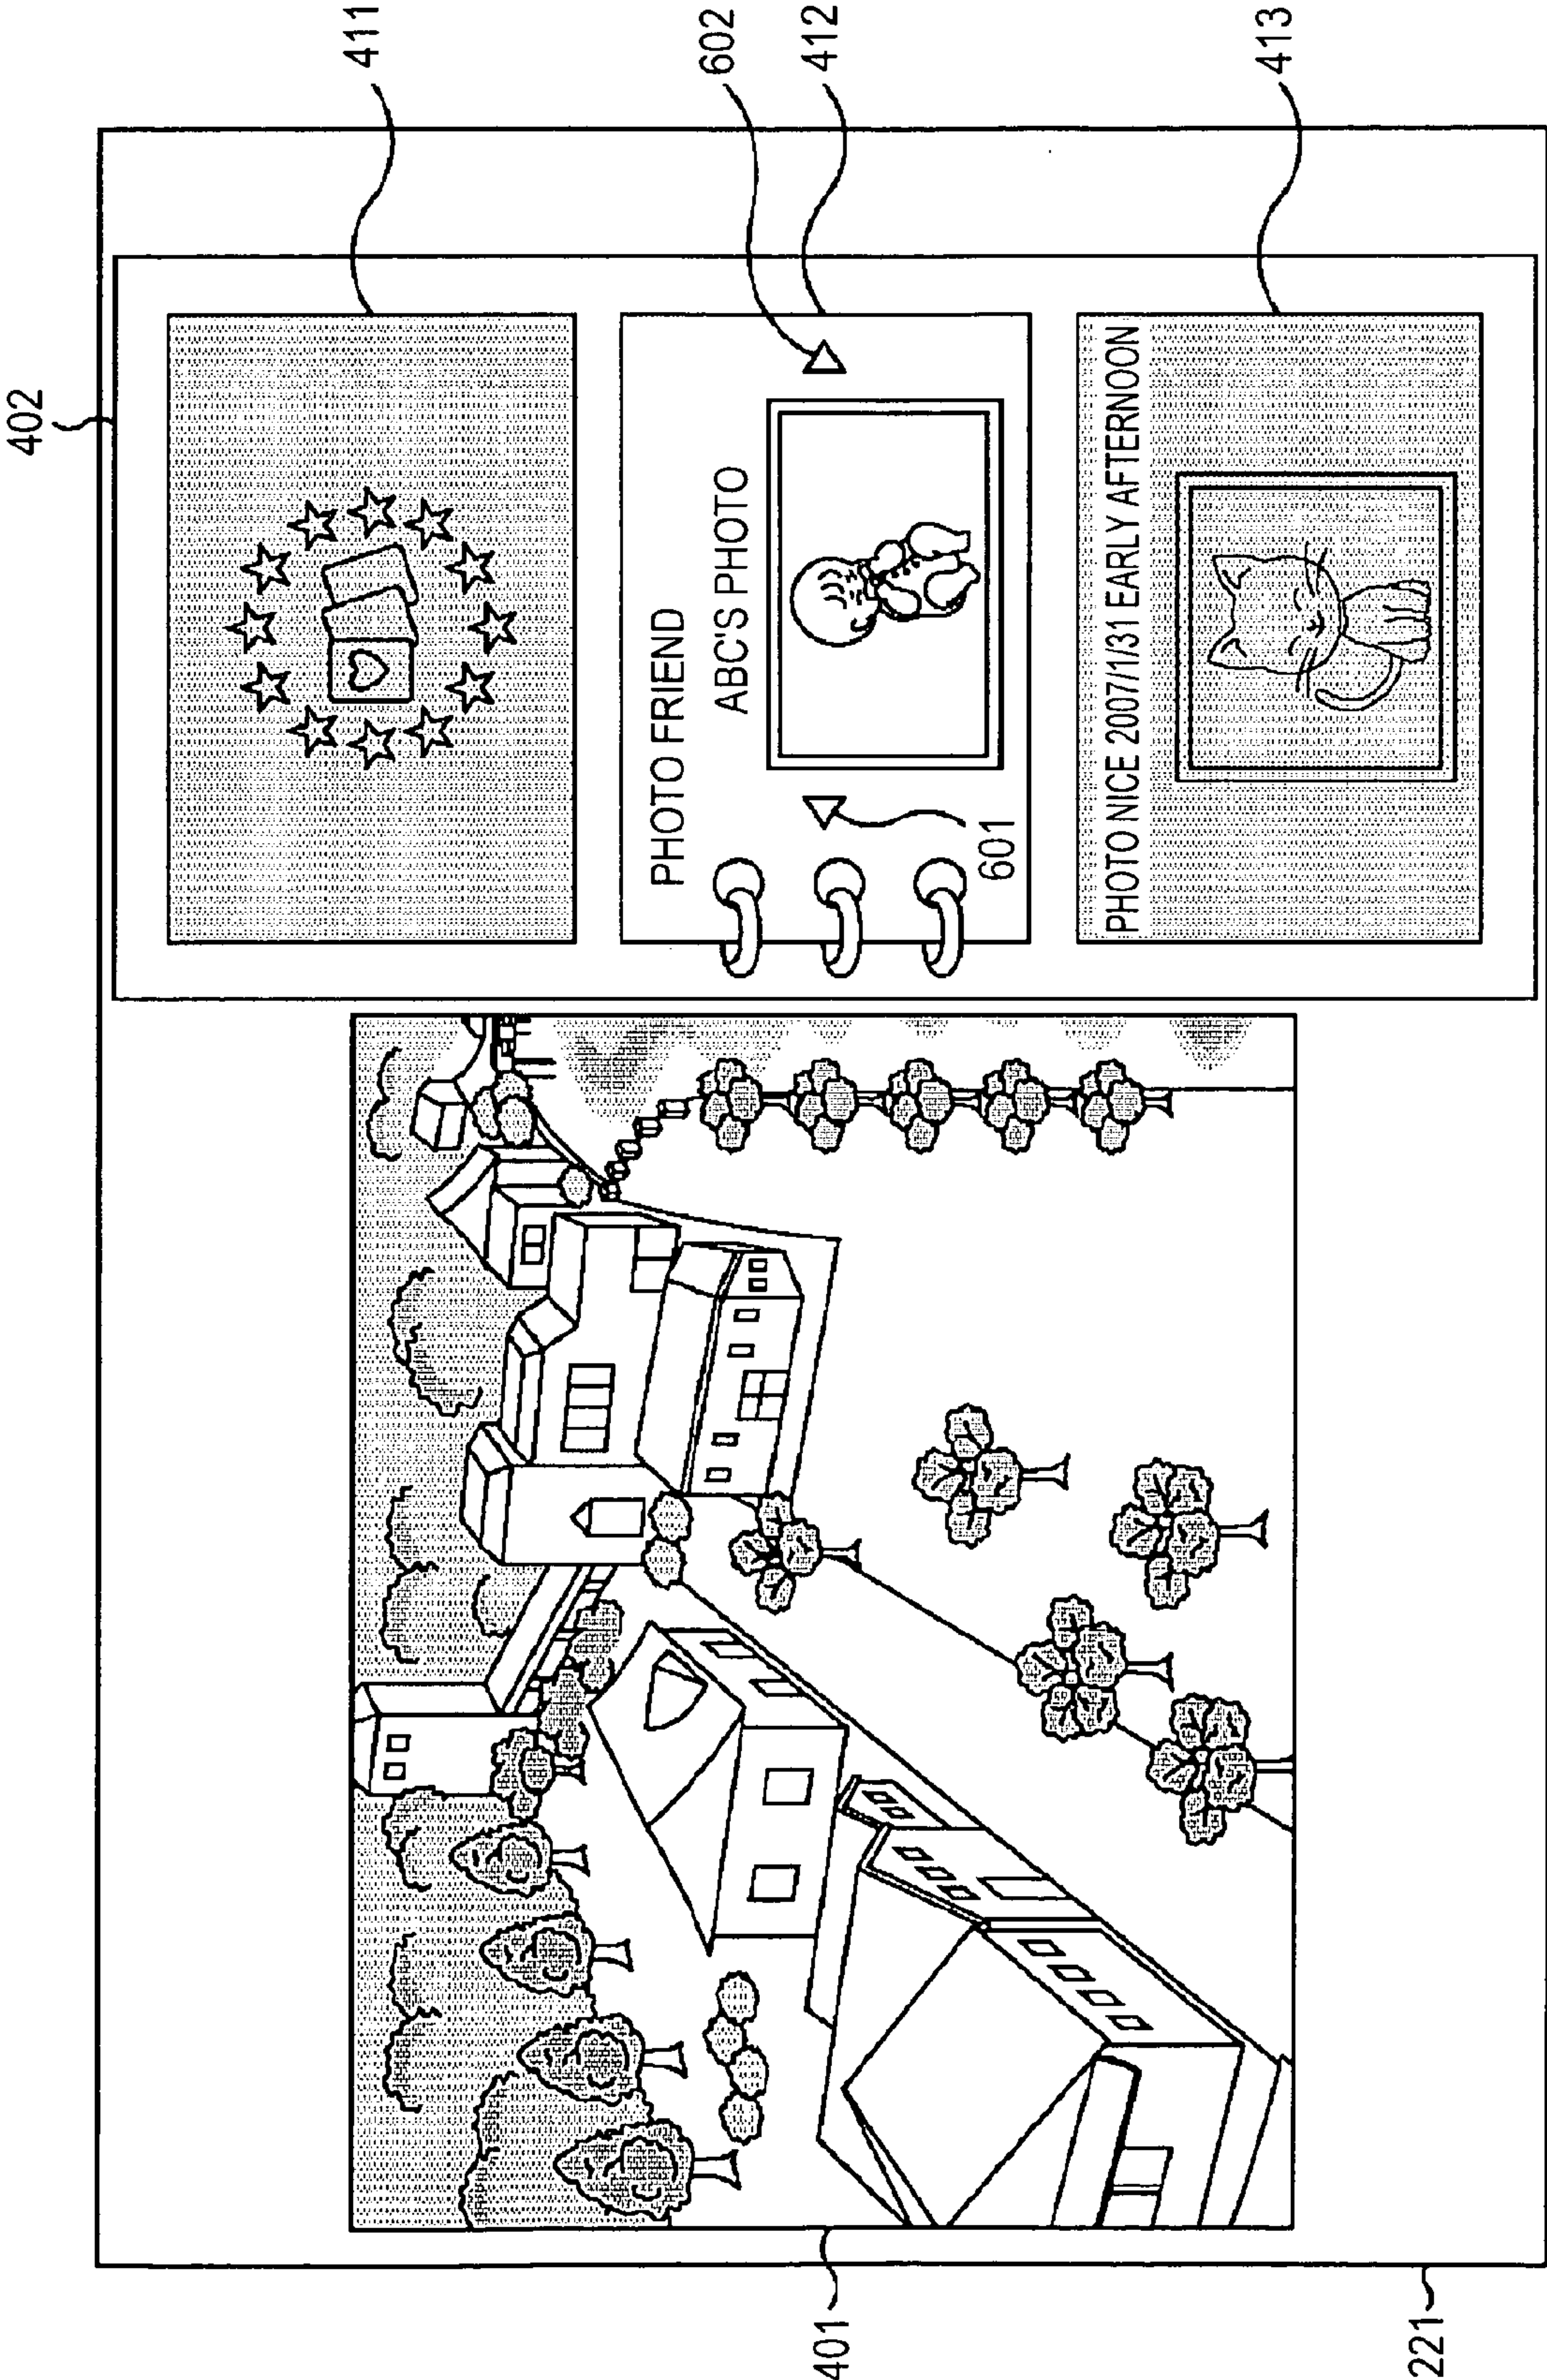 402
411
PHOTO FRIEND
ABC'S PHOTO
602
412
601
PHOTO NICE 2007/1/31 EARLY AFTERNOON
413
401
221